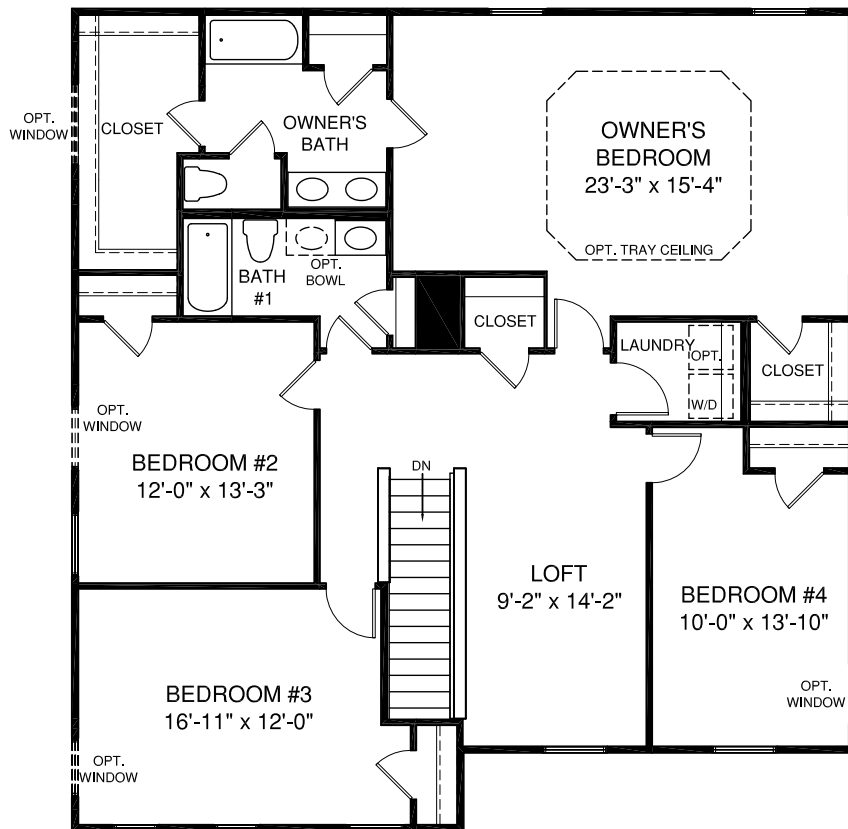 OPT.
WINDOW
CLOSET
OWNER'S
BATH
OWNER'S
BEDROOM
23'-3" x 15'-4"
OPT. TRAY CEILING
BATH
#1
OPT.
BOWL
CLOSET
LAUNDRY
OPT.
W/D
CLOSET
OPT.
WINDOW
BEDROOM #2
12'-0" x 13'-3"
DN
LOFT
9'-2" x 14'-2"
BEDROOM #4
10'-0" x 13'-10"
OPT.
WINDOW
BEDROOM #3
16'-11" x 12'-0"
OPT.
WINDOW